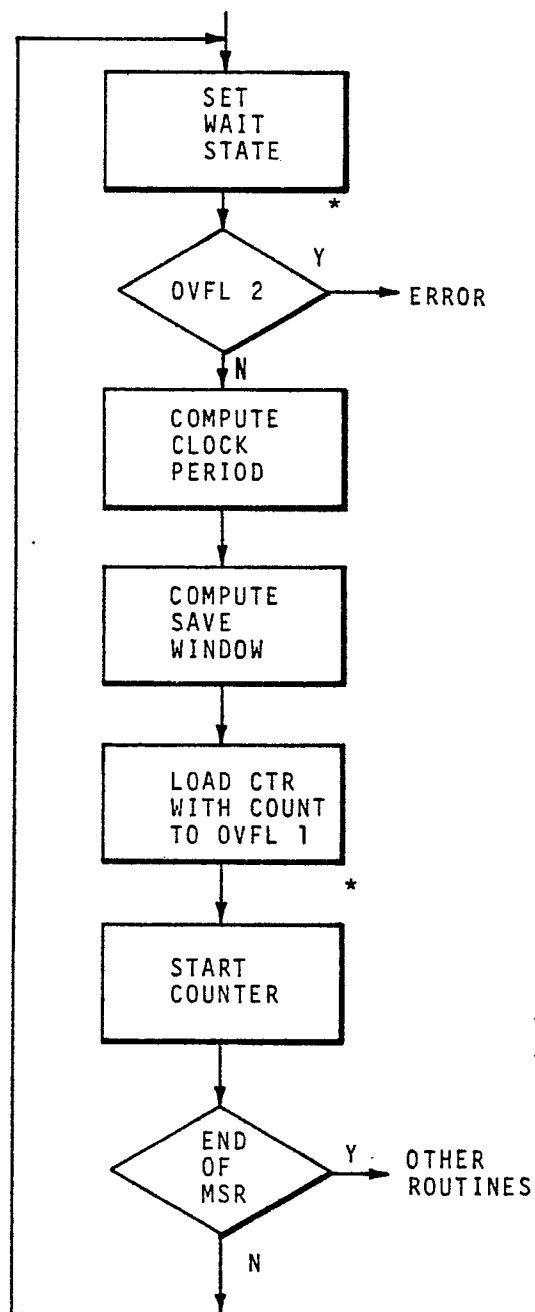 SET
WAIT
STATE
*
Y
OVFL 2
ERROR
N
COMPUTE
CLOCK
PERIOD
COMPUTE
SAVE
WINDOW
LOAD CTR
WITH COUNT
TO OVFL 1
*
START
COUNTER
END
OF
MSR
Y
OTHER
ROUTINES
N